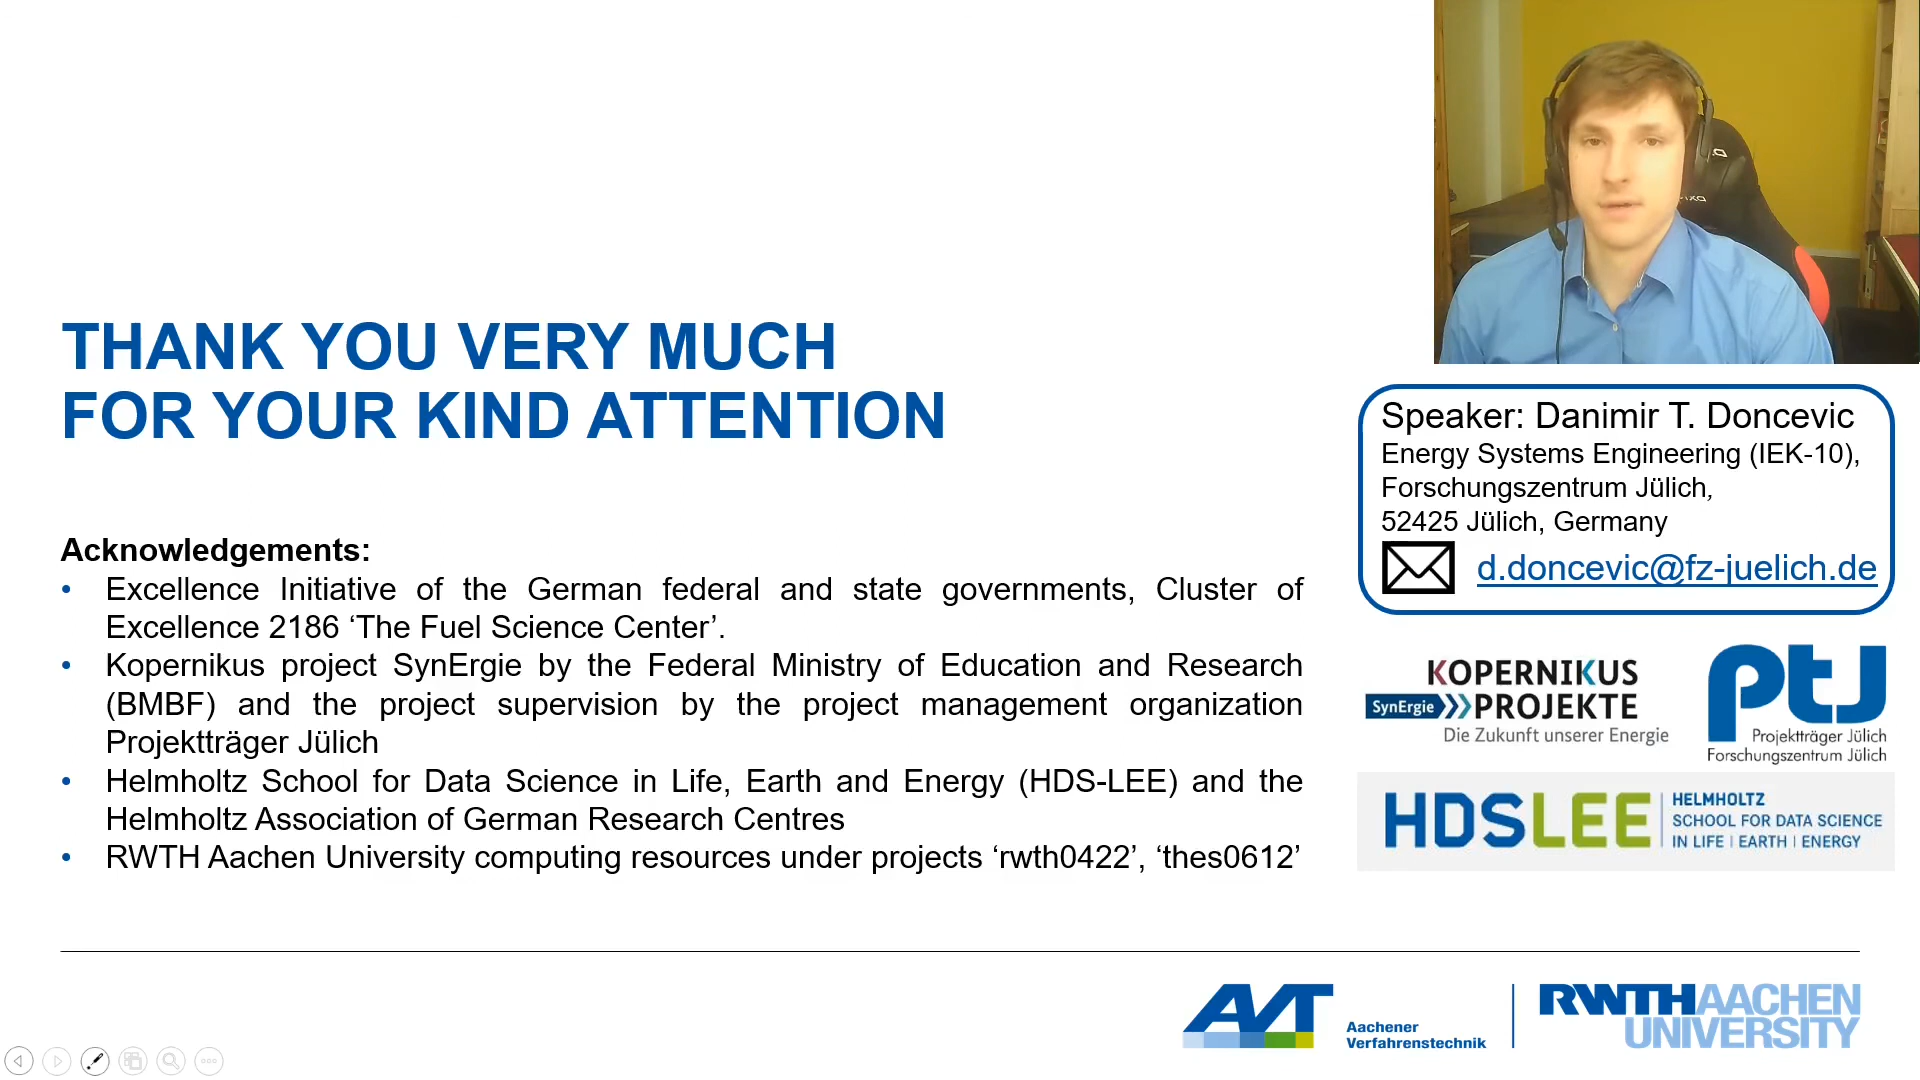 THANK YOU VERY MUCH
FOR YOUR KIND ATTENTION
Acknowledgements:
• Excellence Initiative of the German federal and state governments, Cluster of
Excellence 2186 ‘The Fuel Science Center’.
• Kopernikus project SynErgie by the Federal Ministry of Education and Research
(BMBF) and the project supervision by the project management organization
Projektträger Jülich
• Helmholtz School for Data Science in Life, Earth and Energy (HDS-LEE) and the
Helmholtz Association of German Research Centres
• RWTH Aachen University computing resources under projects ‘rwth0422’, ‘thes0612’
Speaker: Danimir T. Doncevic
Energy Systems Engineering (IEK-10),
Forschungszentrum Jülich,
52425 Jülich, Germany
d.doncevic@fz-juelich.de
KOPERNIKUS
SynErgie PROJEKTE
Die Zukunft unserer Energie
PtJ
Projektträger Jülich
Forschungszentrum Jülich
HDSLEE
HELMHOLTZ
SCHOOL FOR DATA SCIENCE
IN LIFE | EARTH | ENERGY
AVT
Aachener
Verfahrenstechnik
RWTHAACHEN
UNIVERSITY